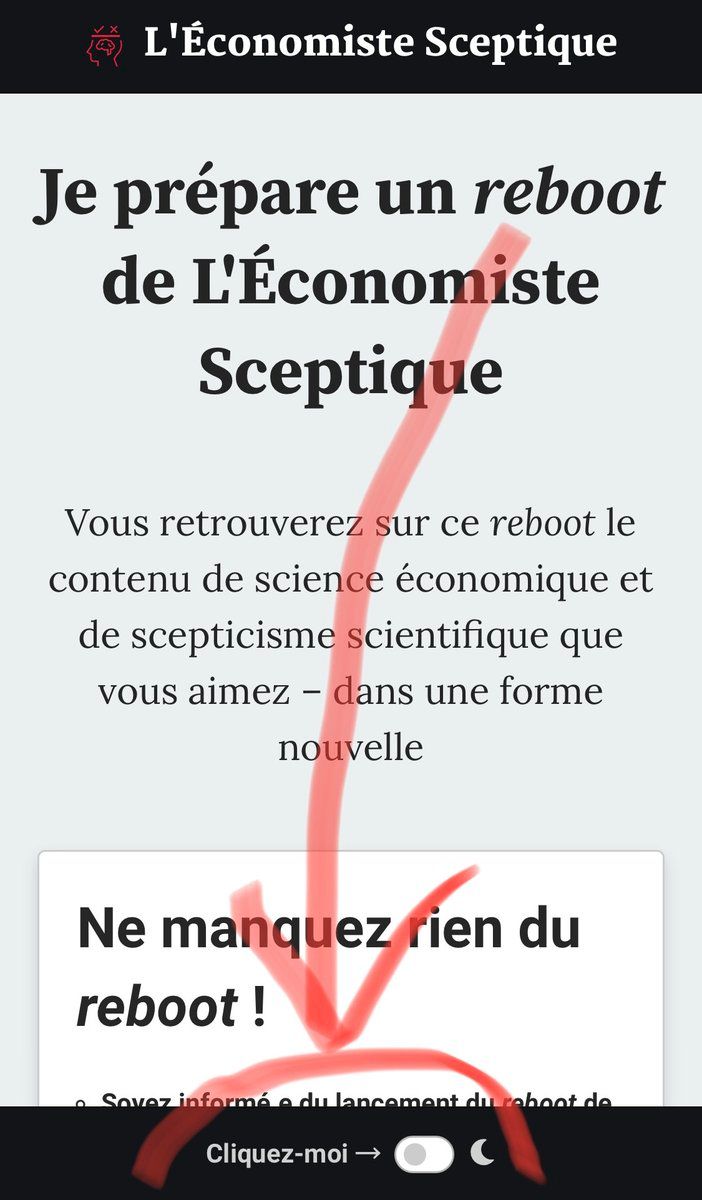 L'Économiste Sceptique
Je prépare un reboot
de L'Économiste
Sceptique
Vous retrouverez sur ce reboot le
contenu de science économique et
de scepticisme scientifique que
vous aimez – dans une forme
nouvelle
Ne manquez rien du
reboot !
Soyez informé·e du lancement du reboot de
Cliquez-moi →